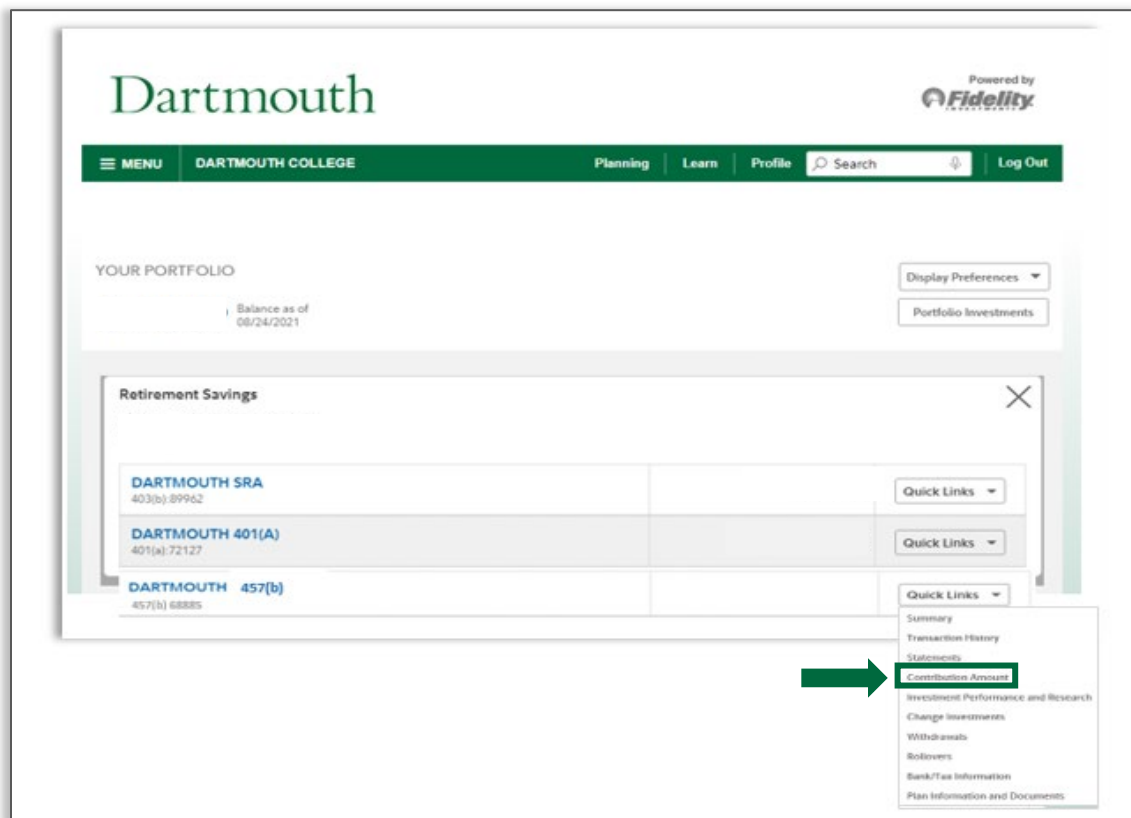 Dartmouth
Powered by
Fidelity
INVESTMENTS
MENU DARTMOUTH COLLEGE Planning Learn Profile Search Log Out
YOUR PORTFOLIO
Display Preferences
Balance as of
08/24/2021
Portfolio Investments
Retirement Savings
DARTMOUTH SRA
403(b):89962
Quick Links
DARTMOUTH 401(A)
401(a):72127
Quick Links
DARTMOUTH 457(b)
457(b) 68885
Quick Links
Summary
Transaction History
Statements
Contribution Amount
Investment Performance and Research
Change Investments
Withdrawals
Rollovers
Bank/Tax Information
Plan Information and Documents